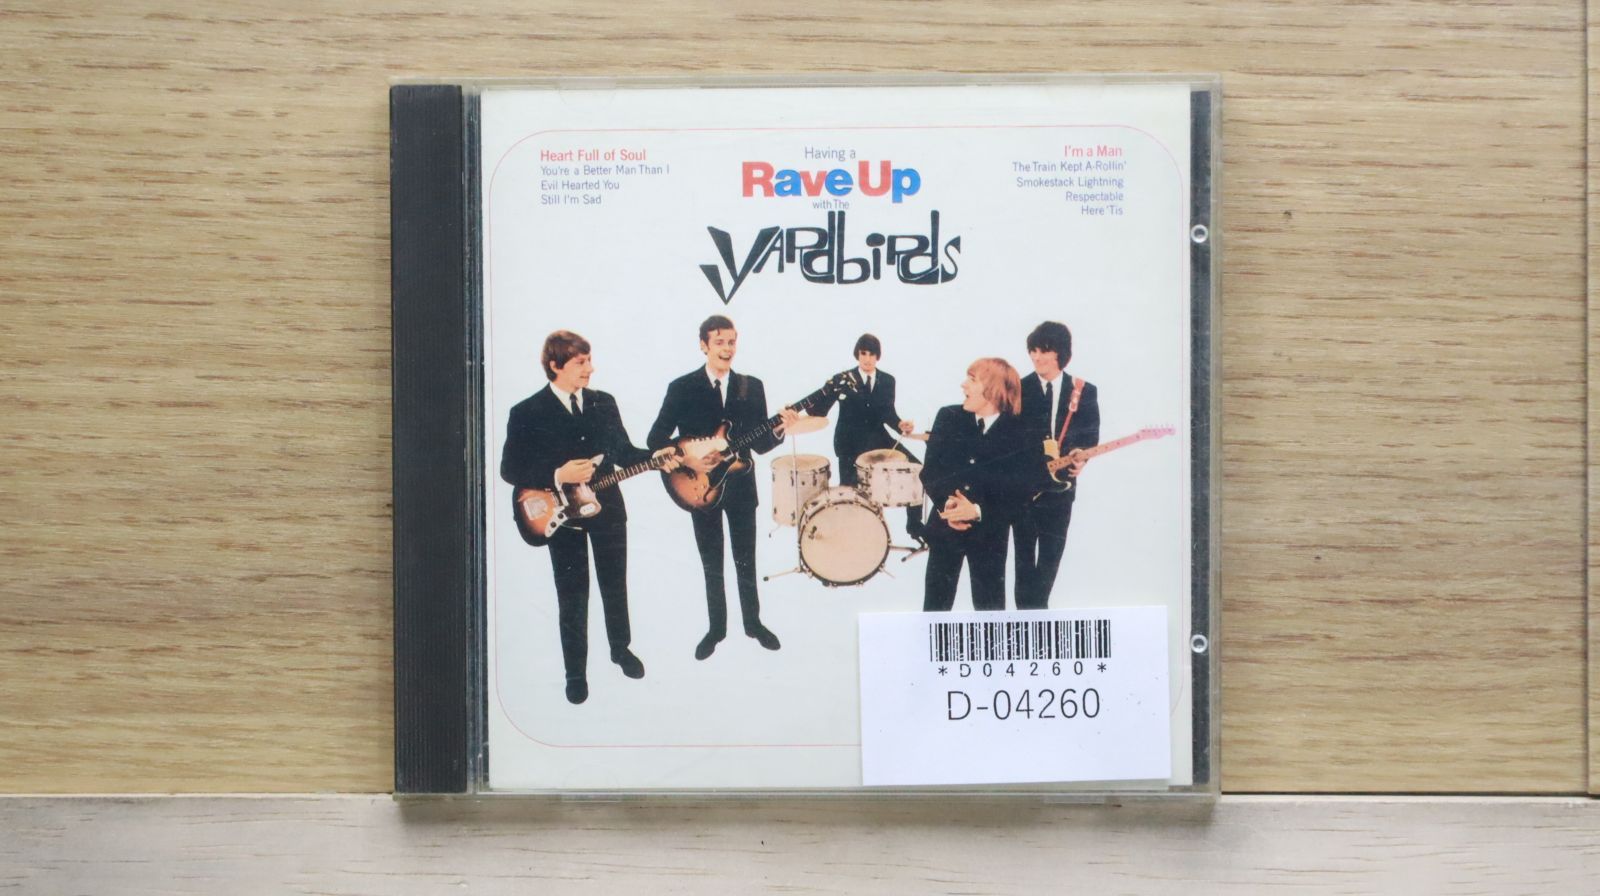 Heart Full of Soul
You're a Better Man Than I
Evil Hearted You
Still I'm Sad
Having a
Rave Up
with The
Yardbirds
I'm a Man
The Train Kept A-Rollin'
Smokestack Lightning
Respectable
Here 'Tis
*D04260*
D-04260